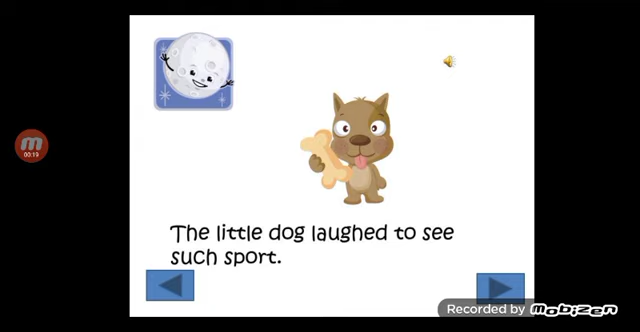 00:19
The little dog laughed to see
such sport.
Recorded by mobizen